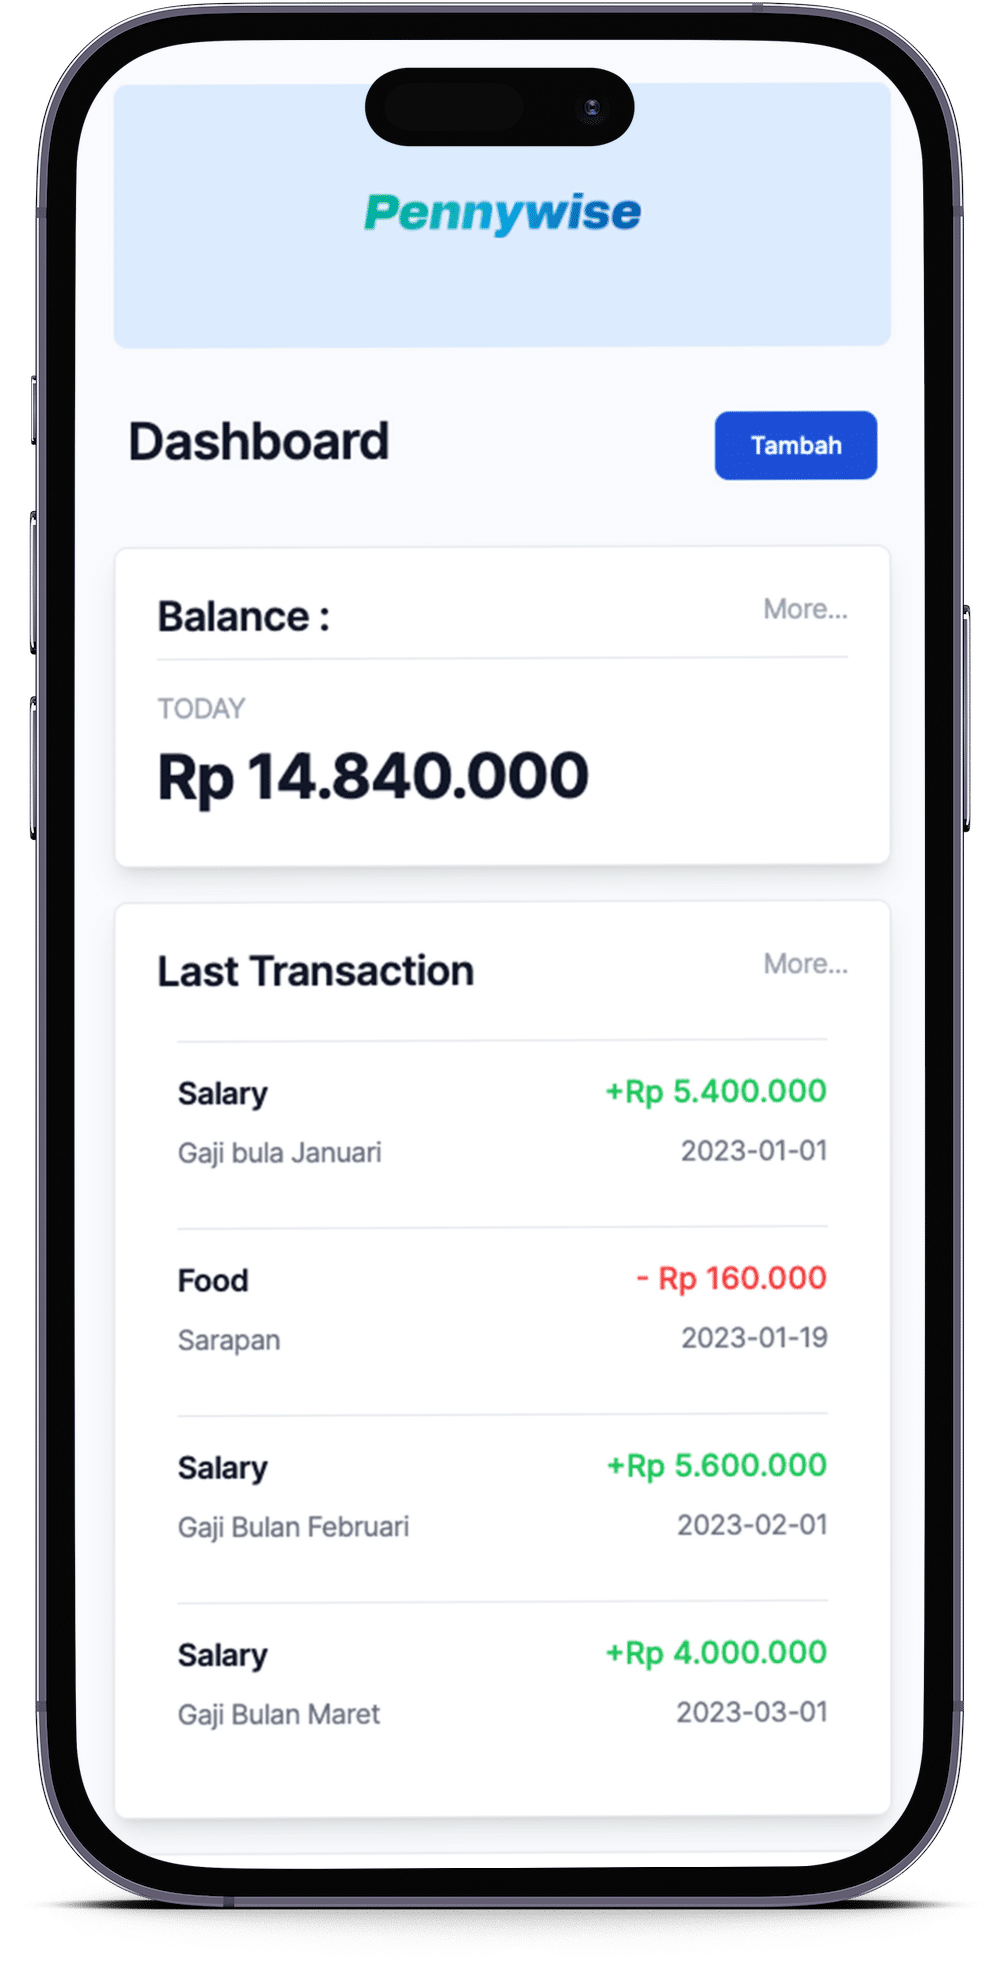 Pennywise
Dashboard
Tambah
Balance :
More...
TODAY
Rp 14.840.000
Last Transaction
More...
Salary
+Rp 5.400.000
Gaji bula Januari
2023-01-01
Food
- Rp 160.000
Sarapan
2023-01-19
Salary
+Rp 5.600.000
Gaji Bulan Februari
2023-02-01
Salary
+Rp 4.000.000
Gaji Bulan Maret
2023-03-01